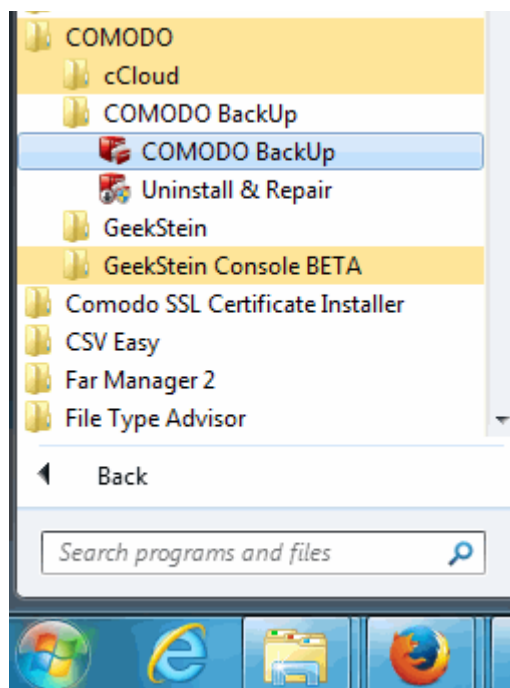 COMODO
cCloud
COMODO BackUp
COMODO BackUp
Uninstall & Repair
GeekStein
GeekStein Console BETA
Comodo SSL Certificate Installer
CSV Easy
Far Manager 2
File Type Advisor
Back
Search programs and files